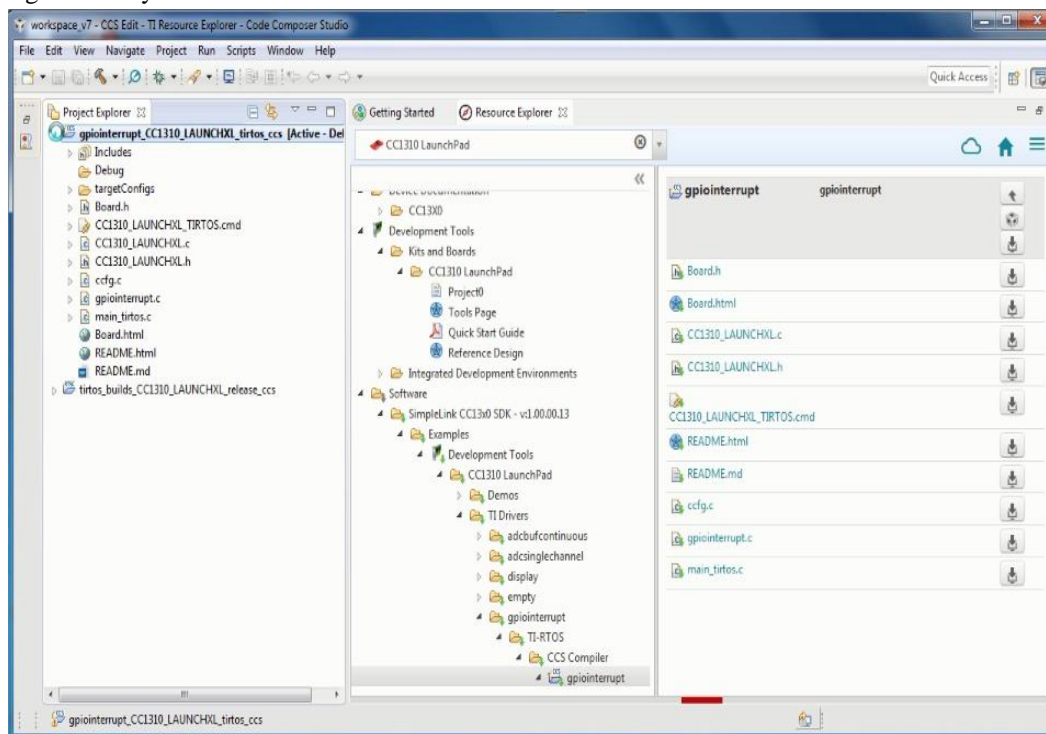 workspace_v7 - CCS Edit - TI Resource Explorer - Code Composer Studio
File Edit View Navigate Project Run Scripts Window Help
Quick Access
Project Explorer
gpiointerrupt_CC1310_LAUNCHXL_tirtos_ccs [Active - Del
Includes
Debug
targetConfigs
Board.h
CC1310_LAUNCHXL_TIRTOS.cmd
CC1310_LAUNCHXL.c
CC1310_LAUNCHXL.h
ccfg.c
gpiointerrupt.c
main_tirtos.c
Board.html
README.html
README.md
tirtos_builds_CC1310_LAUNCHXL_release_ccs
Getting Started Resource Explorer
CC1310 LaunchPad
Device Documentation
CC13X0
Development Tools
Kits and Boards
CC1310 LaunchPad
Project0
Tools Page
Quick Start Guide
Reference Design
Integrated Development Environments
Software
SimpleLink CC13x0 SDK - v:1.00.00.13
Examples
Development Tools
CC1310 LaunchPad
Demos
TI Drivers
adcbufcontinuous
adcsinglechannel
display
empty
gpiointerrupt
TI-RTOS
CCS Compiler
gpiointerrupt
gpiointerrupt gpiointerrupt
Board.h
Board.html
CC1310_LAUNCHXL.c
CC1310_LAUNCHXL.h
CC1310_LAUNCHXL_TIRTOS.cmd
README.html
README.md
ccfg.c
gpiointerrupt.c
main_tirtos.c
gpiointerrupt_CC1310_LAUNCHXL_tirtos_ccs